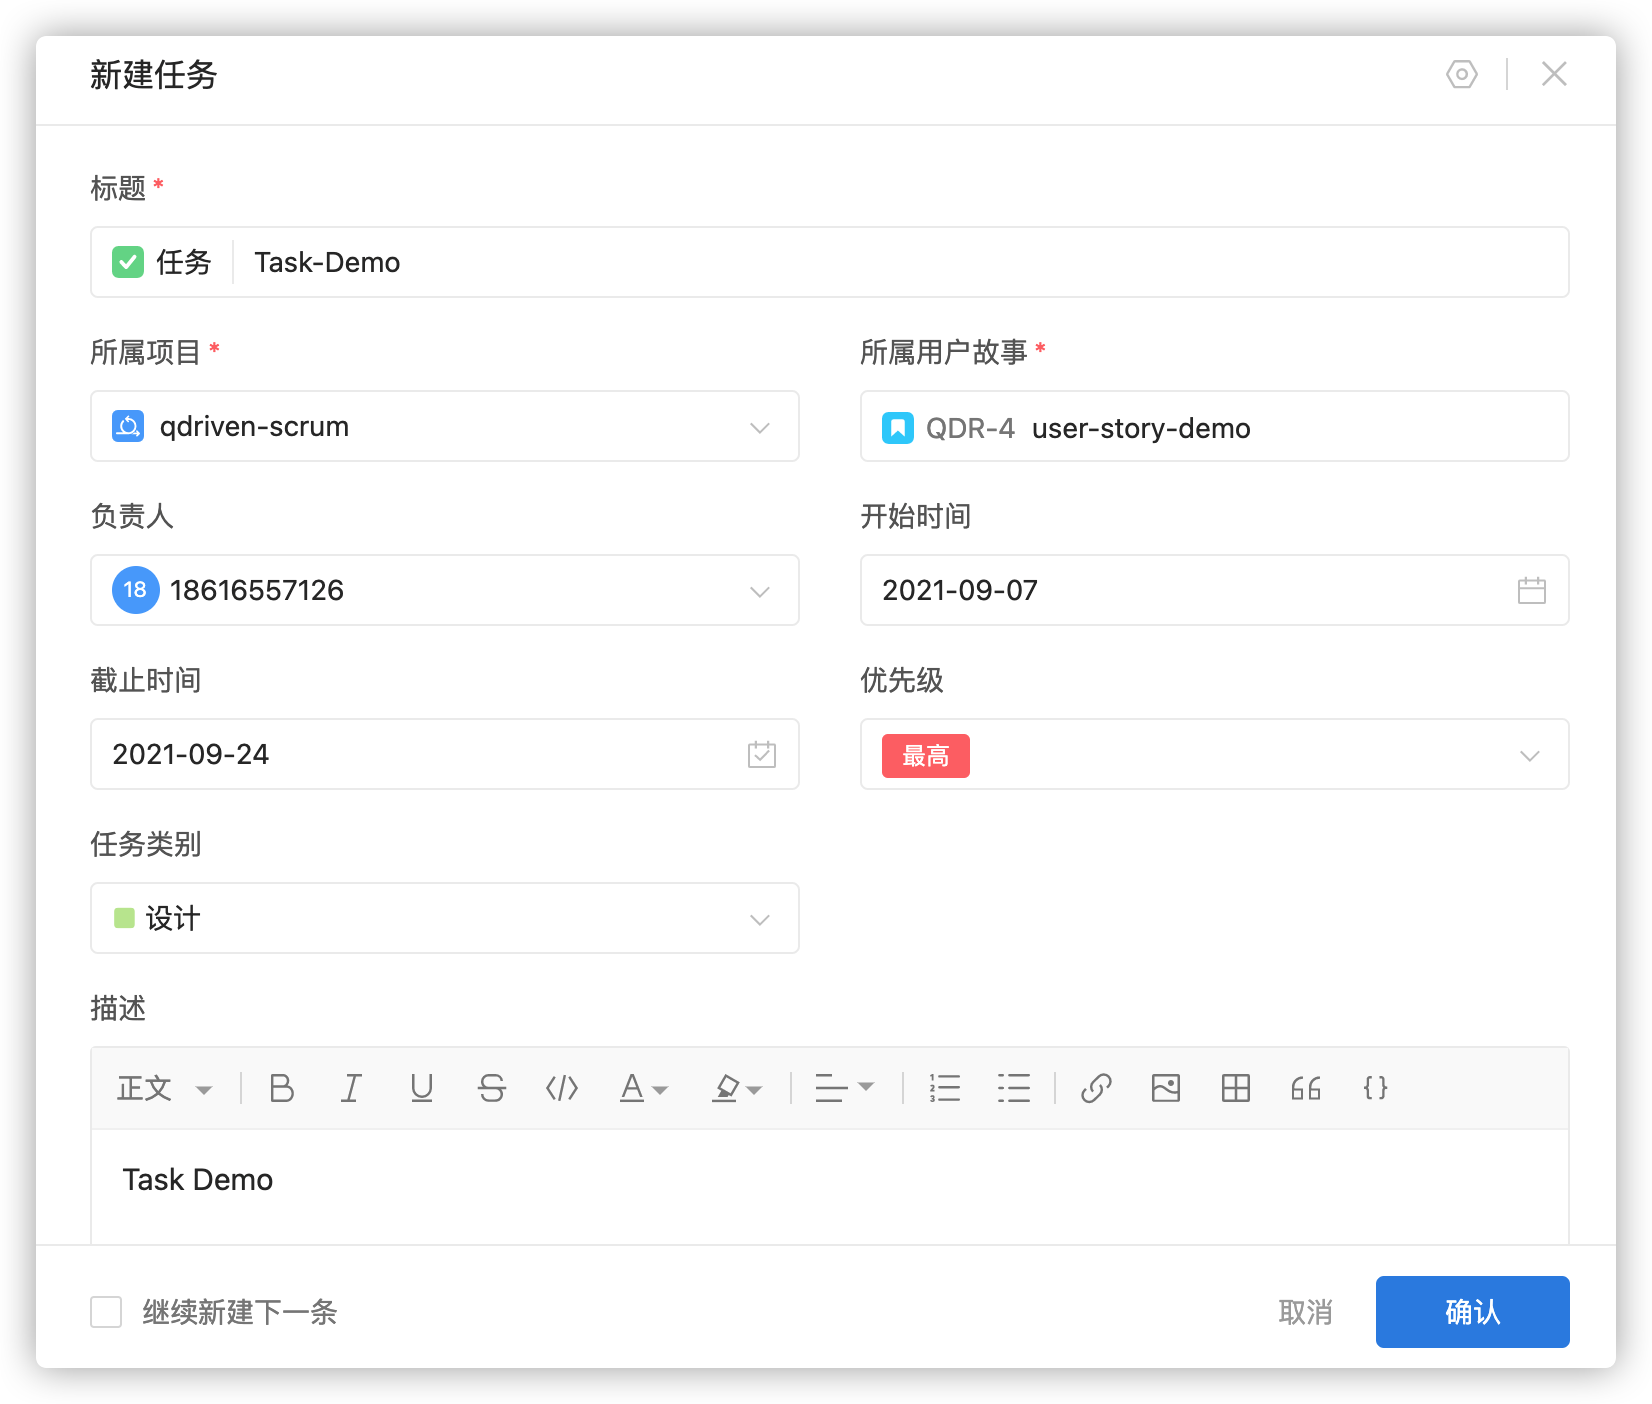 新建任务
标题 *
任务 Task-Demo
所属项目 *
所属用户故事 *
qdriven-scrum
QDR-4 user-story-demo
负责人
开始时间
18 18616557126
2021-09-07
截止时间
优先级
2021-09-24
最高
任务类别
设计
描述
正文 B I U S </> A 1 2 3 {}
Task Demo
继续新建下一条
取消
确认